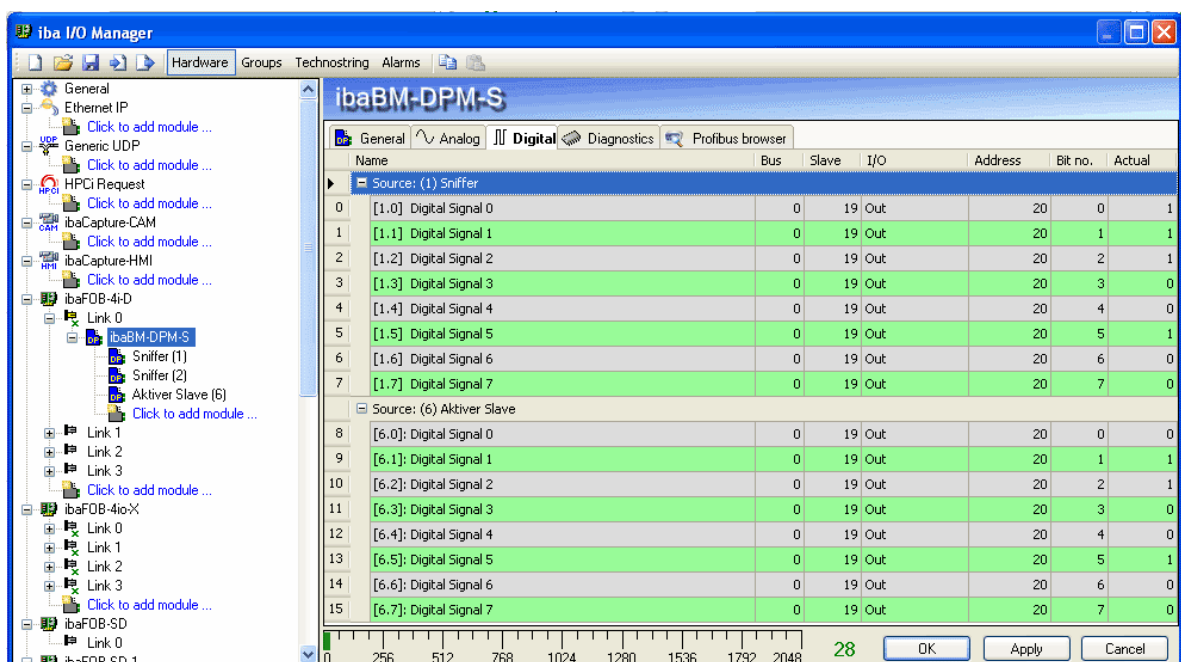 iba I/O Manager
Hardware Groups Technostring Alarms
General
Ethernet IP
Click to add module ...
UDP Generic UDP
Click to add module ...
HPCi HPCi Request
Click to add module ...
CAM ibaCapture-CAM
Click to add module ...
HMI ibaCapture-HMI
Click to add module ...
ibaFOB-4i-D
Link 0
DP ibaBM-DPM-S
DP Sniffer (1)
DP Sniffer (2)
DP Aktiver Slave (6)
Click to add module ...
Link 1
Link 2
Link 3
Click to add module ...
ibaFOB-4io-X
Link 0
Link 1
Link 2
Link 3
Click to add module ...
ibaFOB-SD
Link 0
ibaFOB-SD-1
ibaBM-DPM-S
DP General Analog Digital Diagnostics Profibus browser
Name Bus Slave I/O Address Bit no. Actual
Source: (1) Sniffer
0 [1.0] Digital Signal 0 0 19 Out 20 0 1
1 [1.1] Digital Signal 1 0 19 Out 20 1 1
2 [1.2] Digital Signal 2 0 19 Out 20 2 1
3 [1.3] Digital Signal 3 0 19 Out 20 3 0
4 [1.4] Digital Signal 4 0 19 Out 20 4 0
5 [1.5] Digital Signal 5 0 19 Out 20 5 1
6 [1.6] Digital Signal 6 0 19 Out 20 6 0
7 [1.7] Digital Signal 7 0 19 Out 20 7 0
Source: (6) Aktiver Slave
8 [6.0]: Digital Signal 0 0 19 Out 20 0 0
9 [6.1]: Digital Signal 1 0 19 Out 20 1 1
10 [6.2]: Digital Signal 2 0 19 Out 20 2 1
11 [6.3]: Digital Signal 3 0 19 Out 20 3 0
12 [6.4]: Digital Signal 4 0 19 Out 20 4 0
13 [6.5]: Digital Signal 5 0 19 Out 20 5 1
14 [6.6]: Digital Signal 6 0 19 Out 20 6 0
15 [6.7]: Digital Signal 7 0 19 Out 20 7 0
0 256 512 768 1024 1280 1536 1792 2048 28 OK Apply Cancel